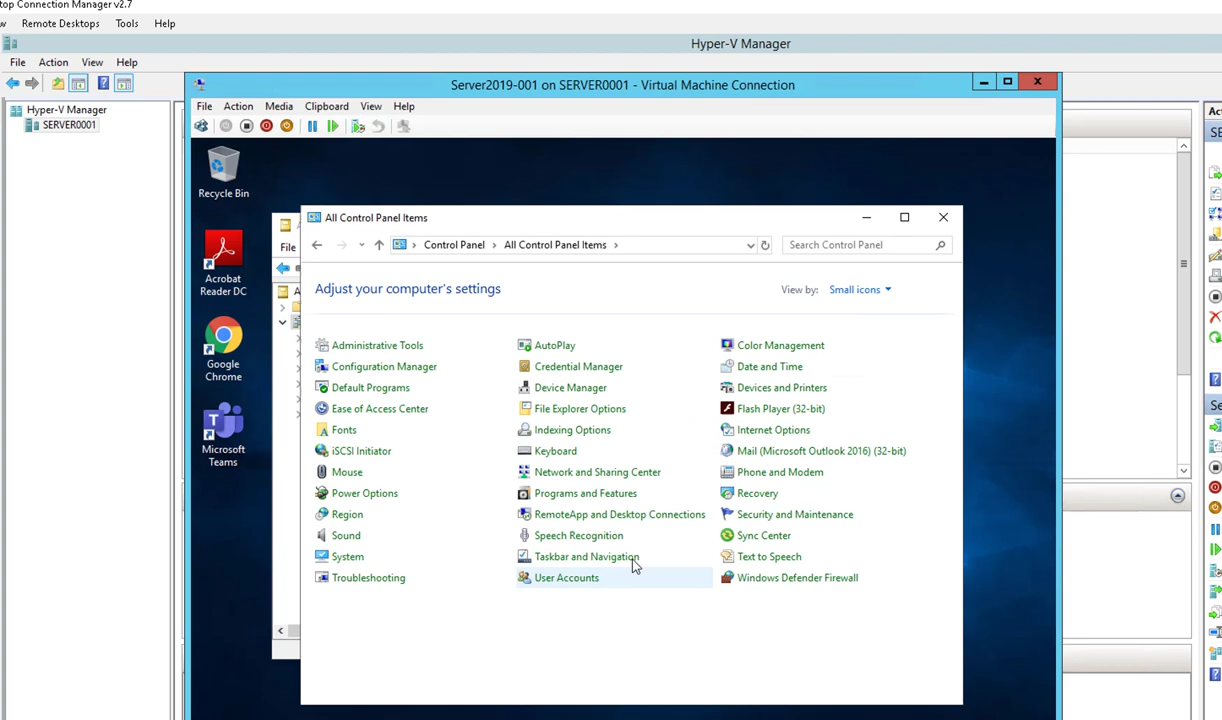 top Connection Manager v2.7
w Remote Desktops Tools Help
Hyper-V Manager
File Action View Help
Hyper-V Manager
SERVER0001
Server2019-001 on SERVER0001 - Virtual Machine Connection
File Action Media Clipboard View Help
Recycle Bin
Acrobat
Reader DC
Google
Chrome
Microsoft
Teams
File
A
All Control Panel Items
Control Panel All Control Panel Items
Search Control Panel
Adjust your computer's settings
View by: Small icons
Administrative Tools AutoPlay Color Management
Configuration Manager Credential Manager Date and Time
Default Programs Device Manager Devices and Printers
Ease of Access Center File Explorer Options Flash Player (32-bit)
Fonts Indexing Options Internet Options
iSCSI Initiator Keyboard Mail (Microsoft Outlook 2016) (32-bit)
Mouse Network and Sharing Center Phone and Modem
Power Options Programs and Features Recovery
Region RemoteApp and Desktop Connections Security and Maintenance
Sound Speech Recognition Sync Center
System Taskbar and Navigation Text to Speech
Troubleshooting User Accounts Windows Defender Firewall
Act
SE
Se